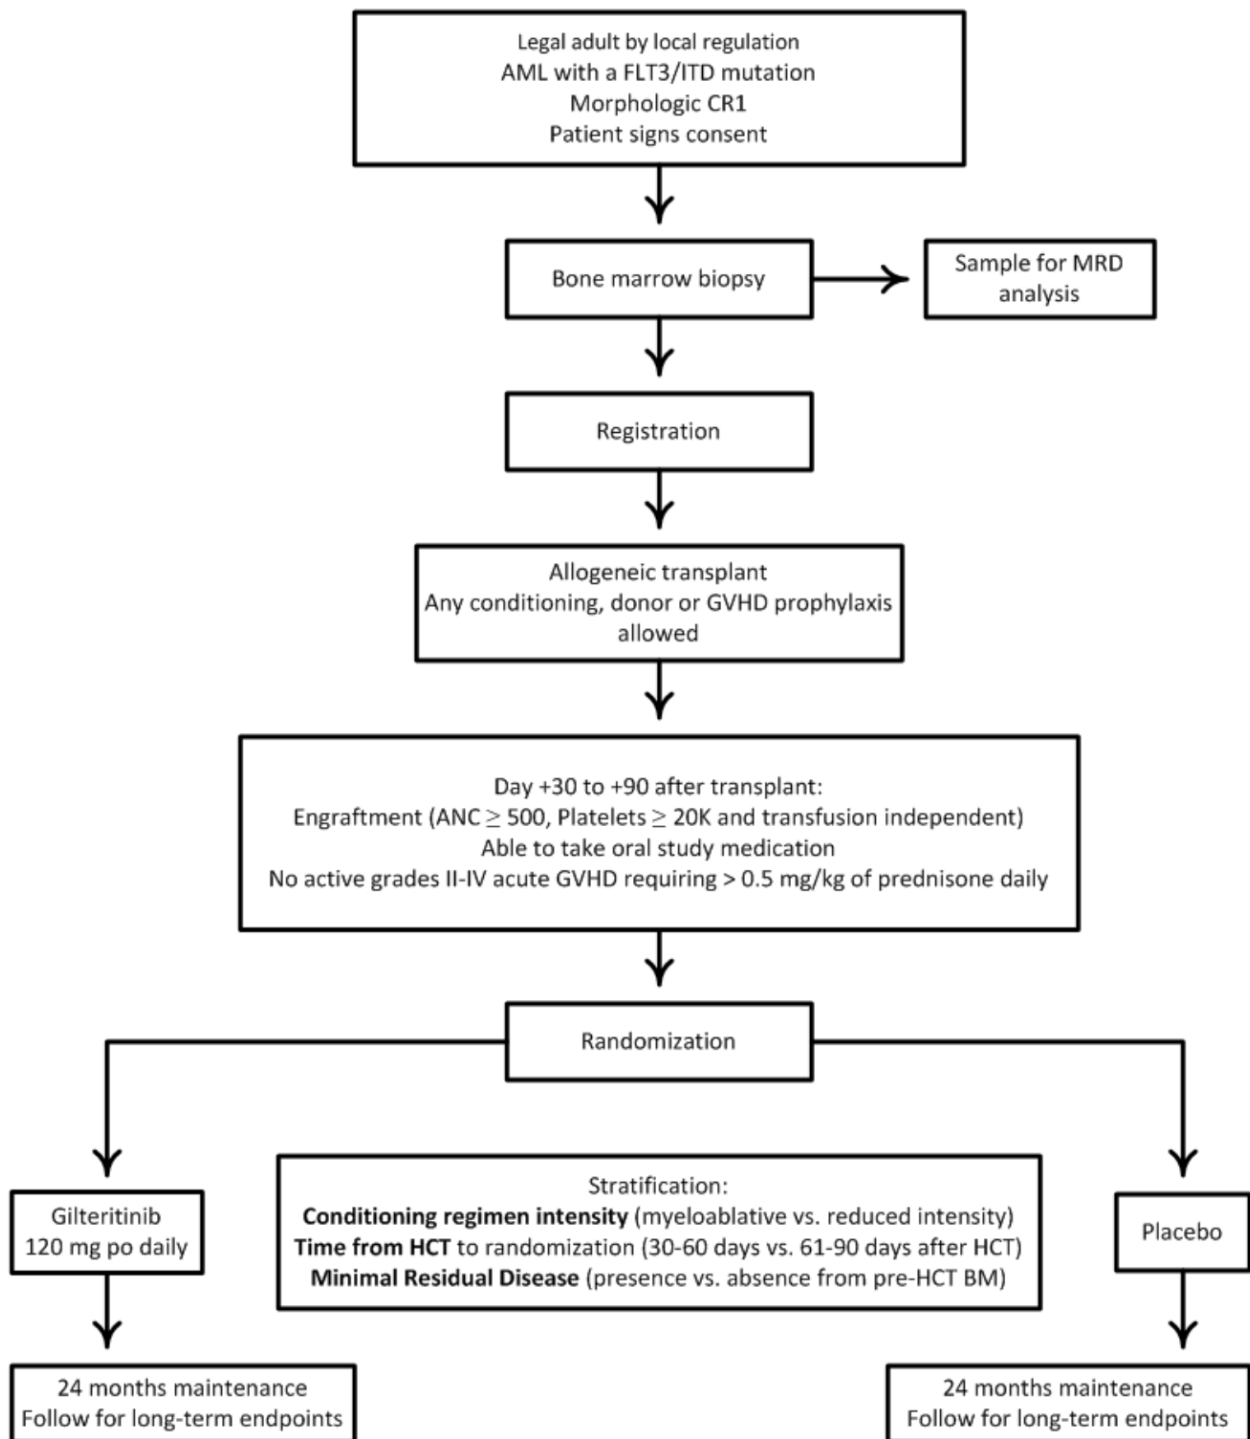 Legal adult by local regulation
AML with a FLT3/ITD mutation
Morphologic CR1
Patient signs consent
Bone marrow biopsy
Sample for MRD
analysis
Registration
Allogeneic transplant
Any conditioning, donor or GVHD prophylaxis
allowed
Day +30 to +90 after transplant:
Engraftment (ANC ≥ 500, Platelets ≥ 20K and transfusion independent)
Able to take oral study medication
No active grades II-IV acute GVHD requiring > 0.5 mg/kg of prednisone daily
Randomization
Gilteritinib
120 mg po daily
Stratification:
Conditioning regimen intensity (myeloablative vs. reduced intensity)
Time from HCT to randomization (30-60 days vs. 61-90 days after HCT)
Minimal Residual Disease (presence vs. absence from pre-HCT BM)
Placebo
24 months maintenance
Follow for long-term endpoints
24 months maintenance
Follow for long-term endpoints